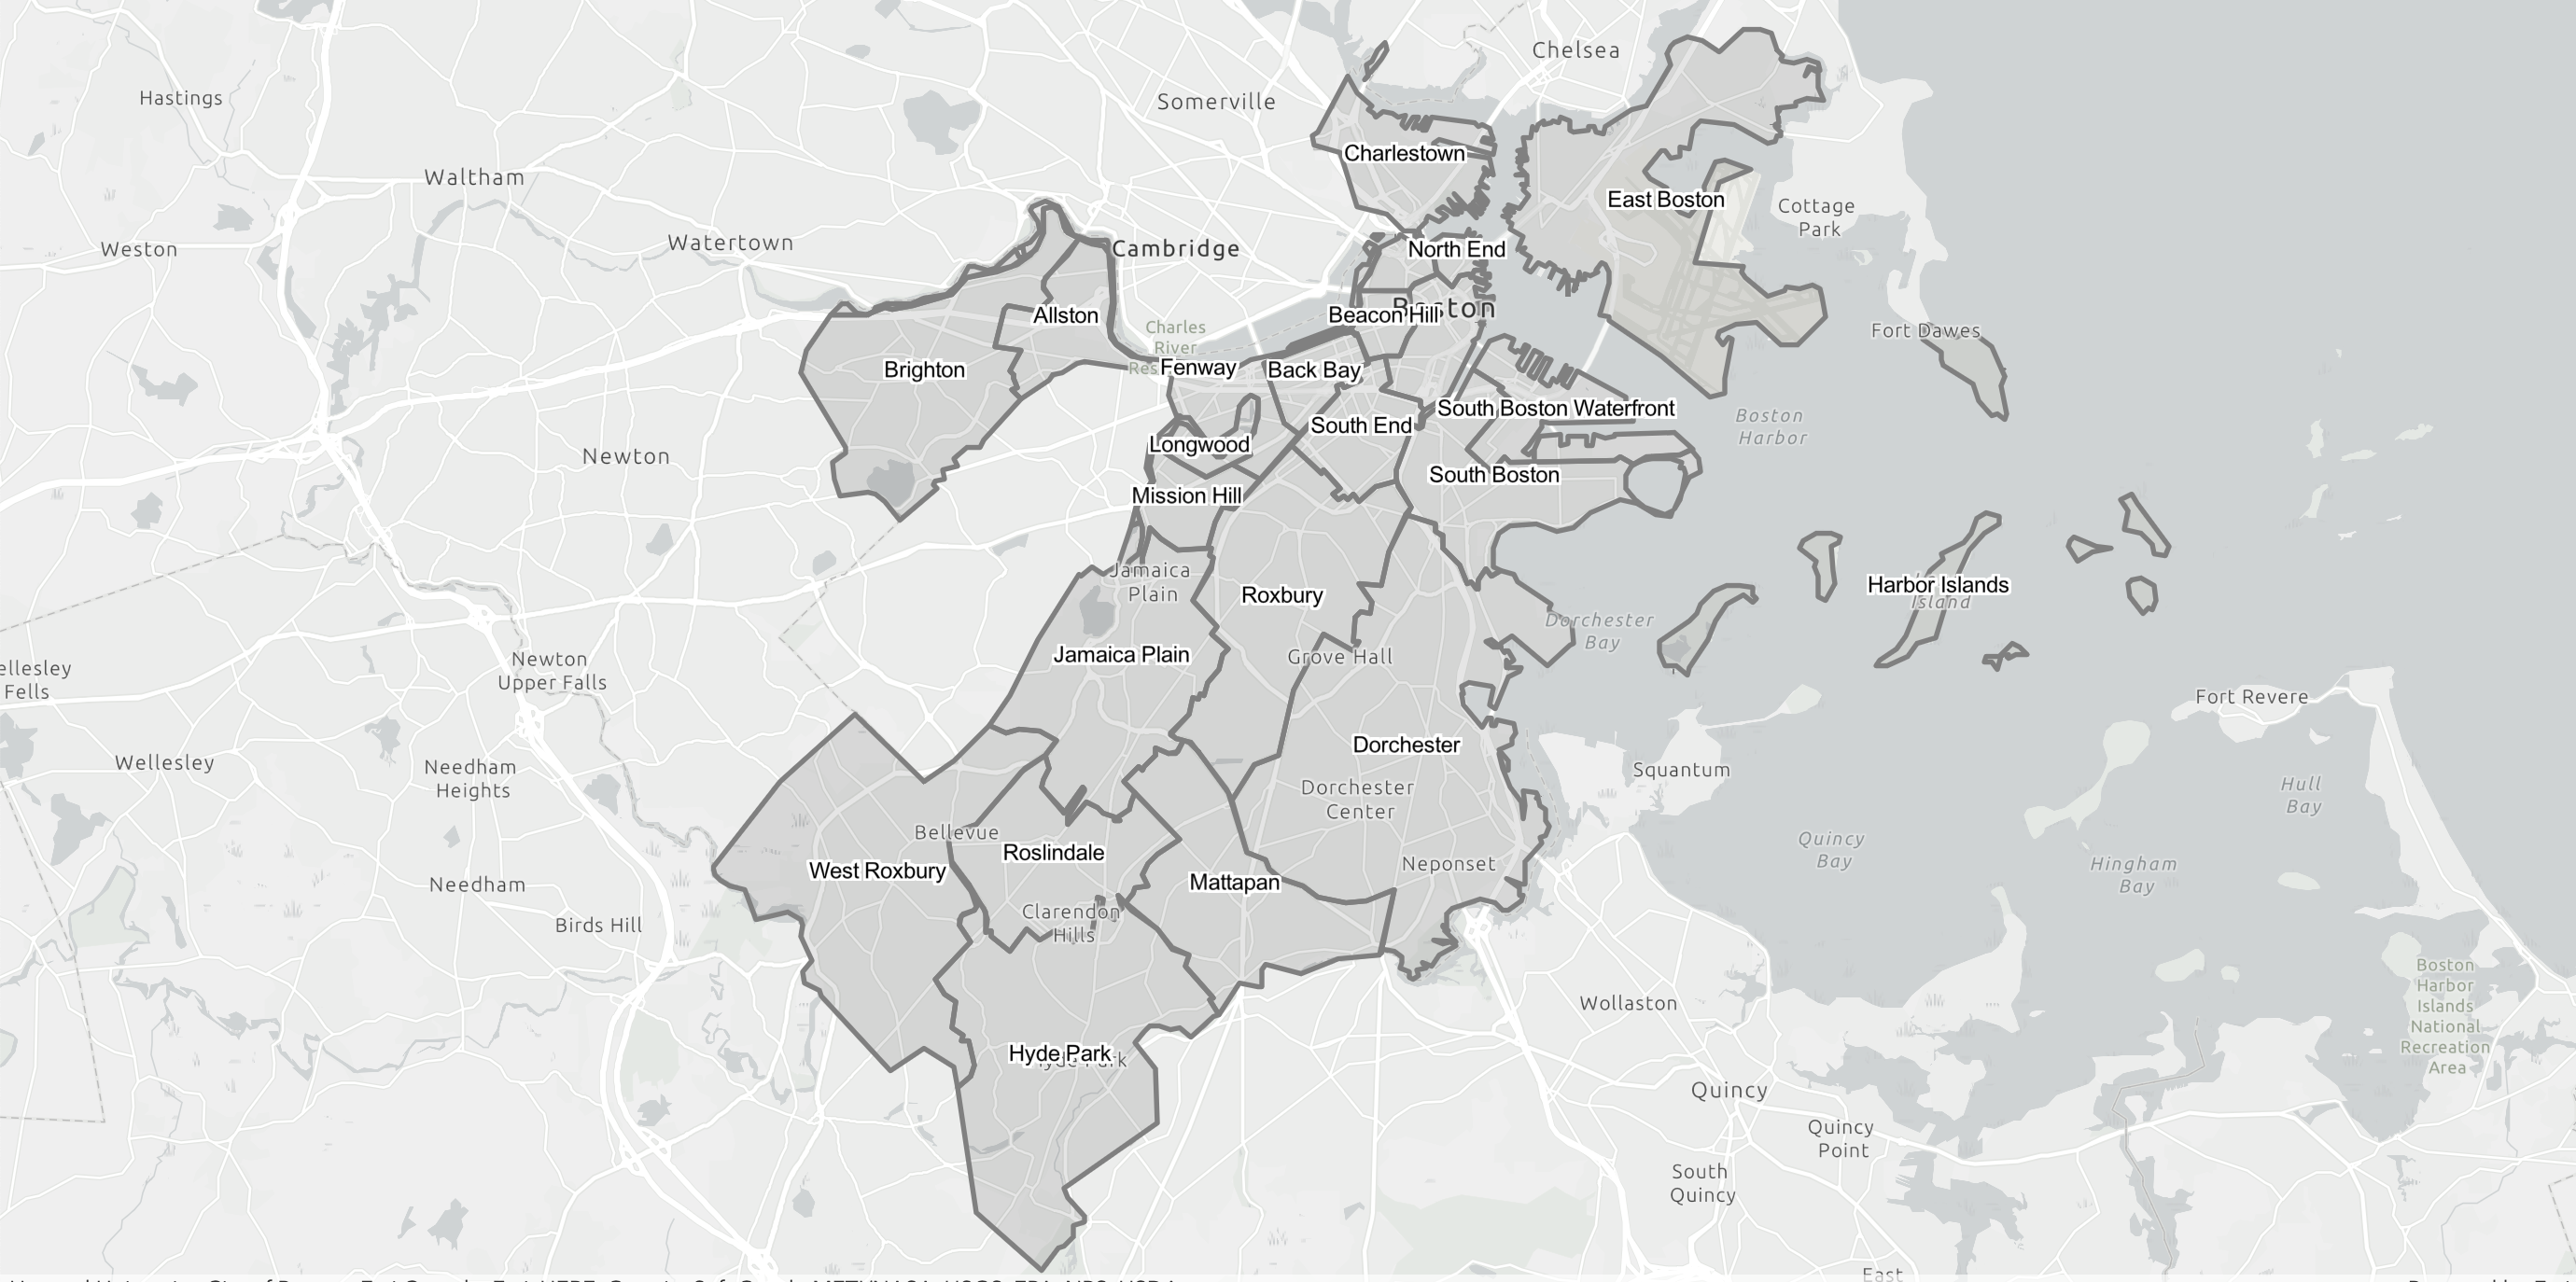 Chelsea
Hastings
Somerville
Charlestown
Waltham
East Boston
Cottage
Park
Watertown
Weston
Cambridge
North End
Allston
Beacon Hill
Charles
River
Fort Dawes
Brighton
Fenway
Back Bay
South Boston Waterfront
Boston
Harbor
South End
Longwood
Newton
South Boston
Mission Hill
Jamaica
Plain
Roxbury
Harbor Islands
Island
Dorchester
Bay
Grove Hall
Jamaica Plain
Newton
Upper Falls
ellesley
Fells
Fort Revere
Dorchester
Wellesley
Needham
Heights
Squantum
Dorchester
Center
Hull
Bay
Bellevue
Quincy
Bay
Roslindale
West Roxbury
Mattapan
Neponset
Hingham
Bay
Needham
Birds Hill
Clarendon
Hills
Boston
Harbor
Islands
National
Recreation
Area
Wollaston
Hyde Park
Quincy
Quincy
Point
South
Quincy
East